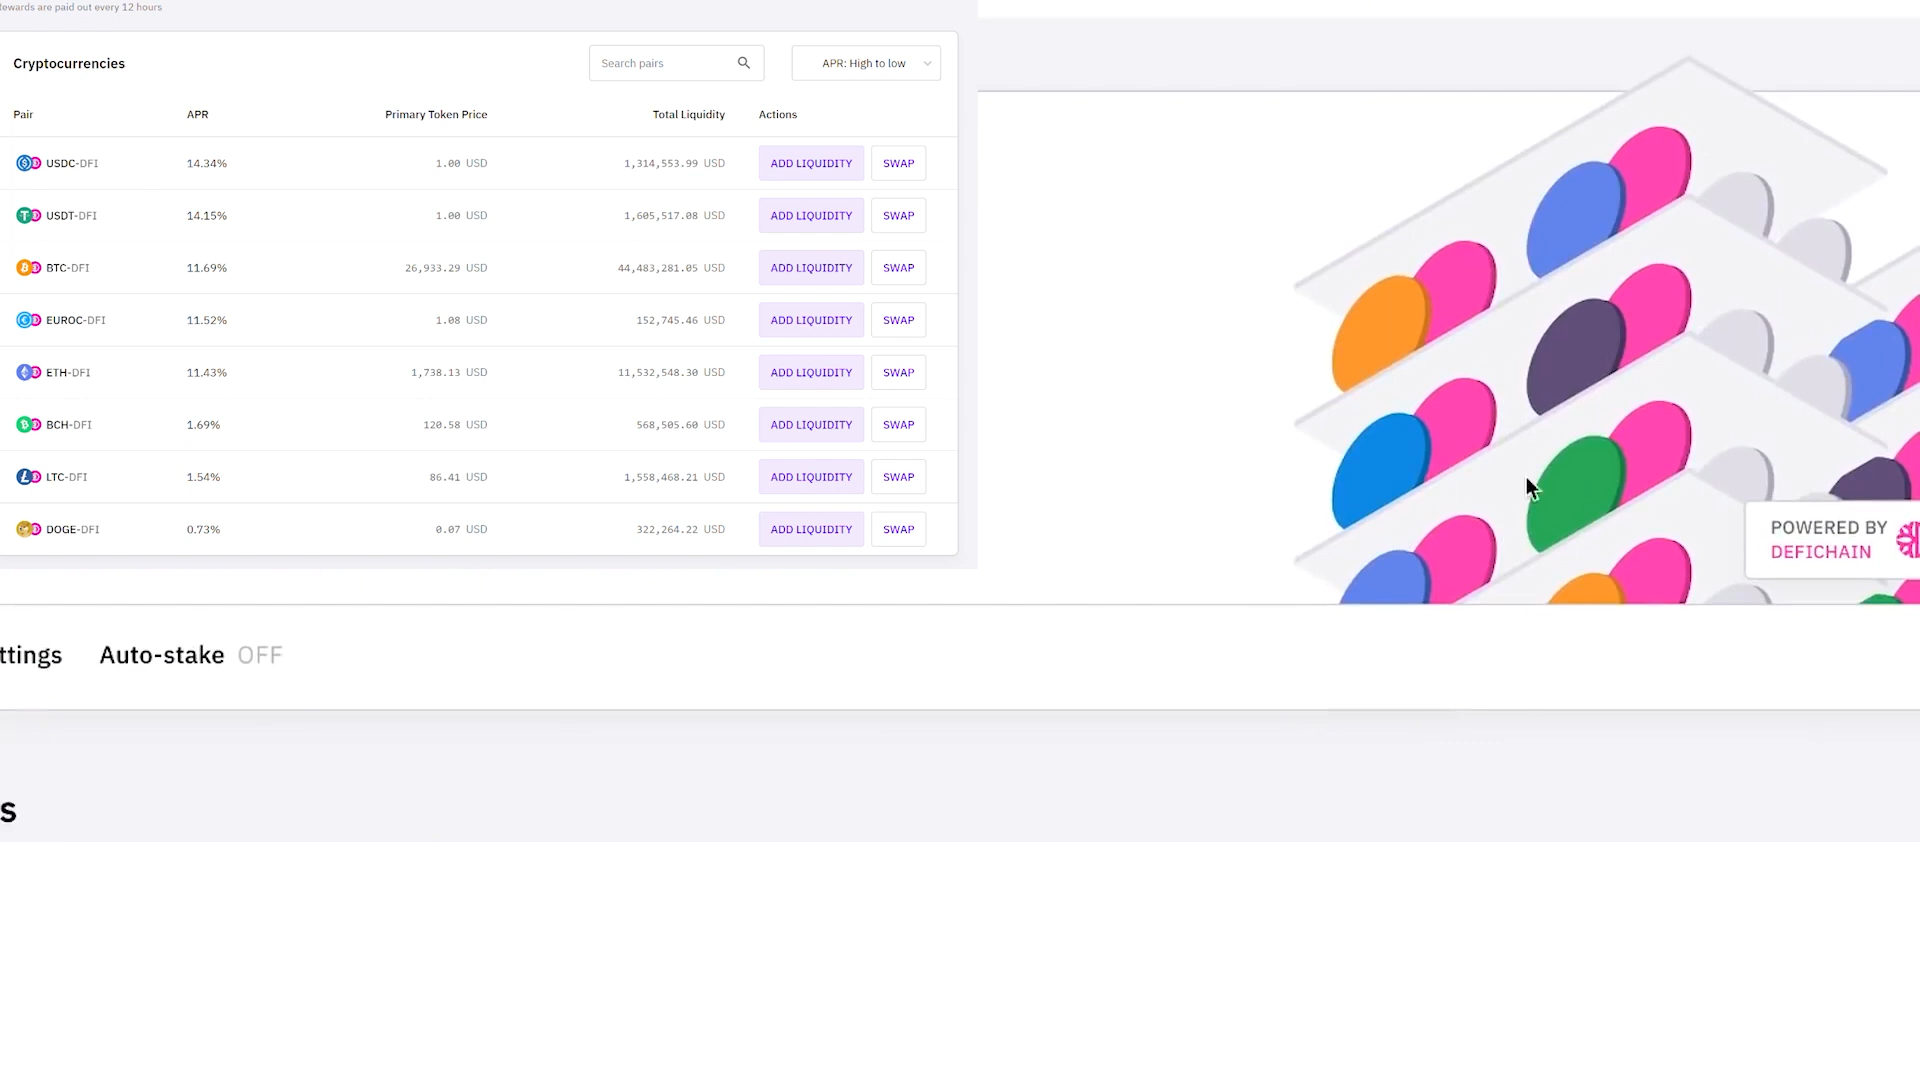 ewards are paid out every 12 hours
Cryptocurrencies
Search pairs
APR: High to low
Pair APR Primary Token Price Total Liquidity Actions
USDC-DFI 14.34% 1.00 USD 1,314,553.99 USD ADD LIQUIDITY SWAP
USDT-DFI 14.15% 1.00 USD 1,605,517.08 USD ADD LIQUIDITY SWAP
BTC-DFI 11.69% 26,933.29 USD 44,483,281.05 USD ADD LIQUIDITY SWAP
EUROC-DFI 11.52% 1.08 USD 152,745.46 USD ADD LIQUIDITY SWAP
ETH-DFI 11.43% 1,738.13 USD 11,532,548.30 USD ADD LIQUIDITY SWAP
BCH-DFI 1.69% 120.58 USD 568,505.60 USD ADD LIQUIDITY SWAP
LTC-DFI 1.54% 86.41 USD 1,558,468.21 USD ADD LIQUIDITY SWAP
DOGE-DFI 0.73% 0.07 USD 322,264.22 USD ADD LIQUIDITY SWAP
POWERED BY
DEFICHAIN
ttings Auto-stake OFF
s